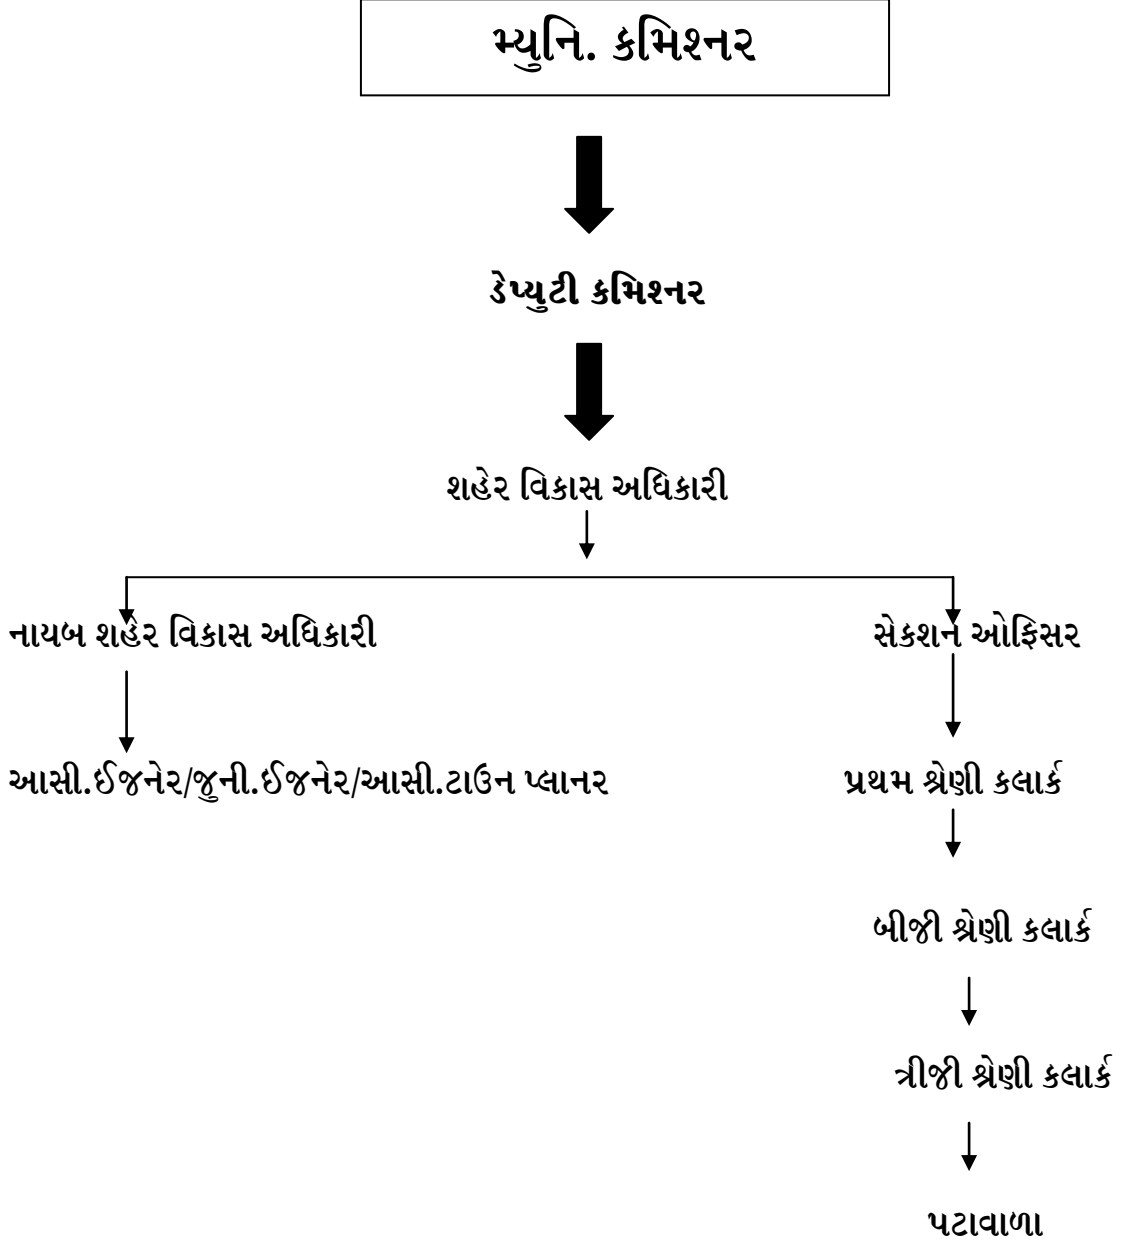 મ્યુનિ. કમિશ્નર
ડેપ્યુટી કમિશ્નર
શહેર વિકાસ અધિકારી
નાયબ શહેર વિકાસ અધિકારી
સેકશન ઓફિસર
આસી.ઈજનેર/જુની.ઈજનેર/આસી.ટાઉન પ્લાનર
પ્રથમ શ્રેણી કલાર્ક
બીજી શ્રેણી કલાર્ક
ત્રીજી શ્રેણી કલાર્ક
પટાવાળા